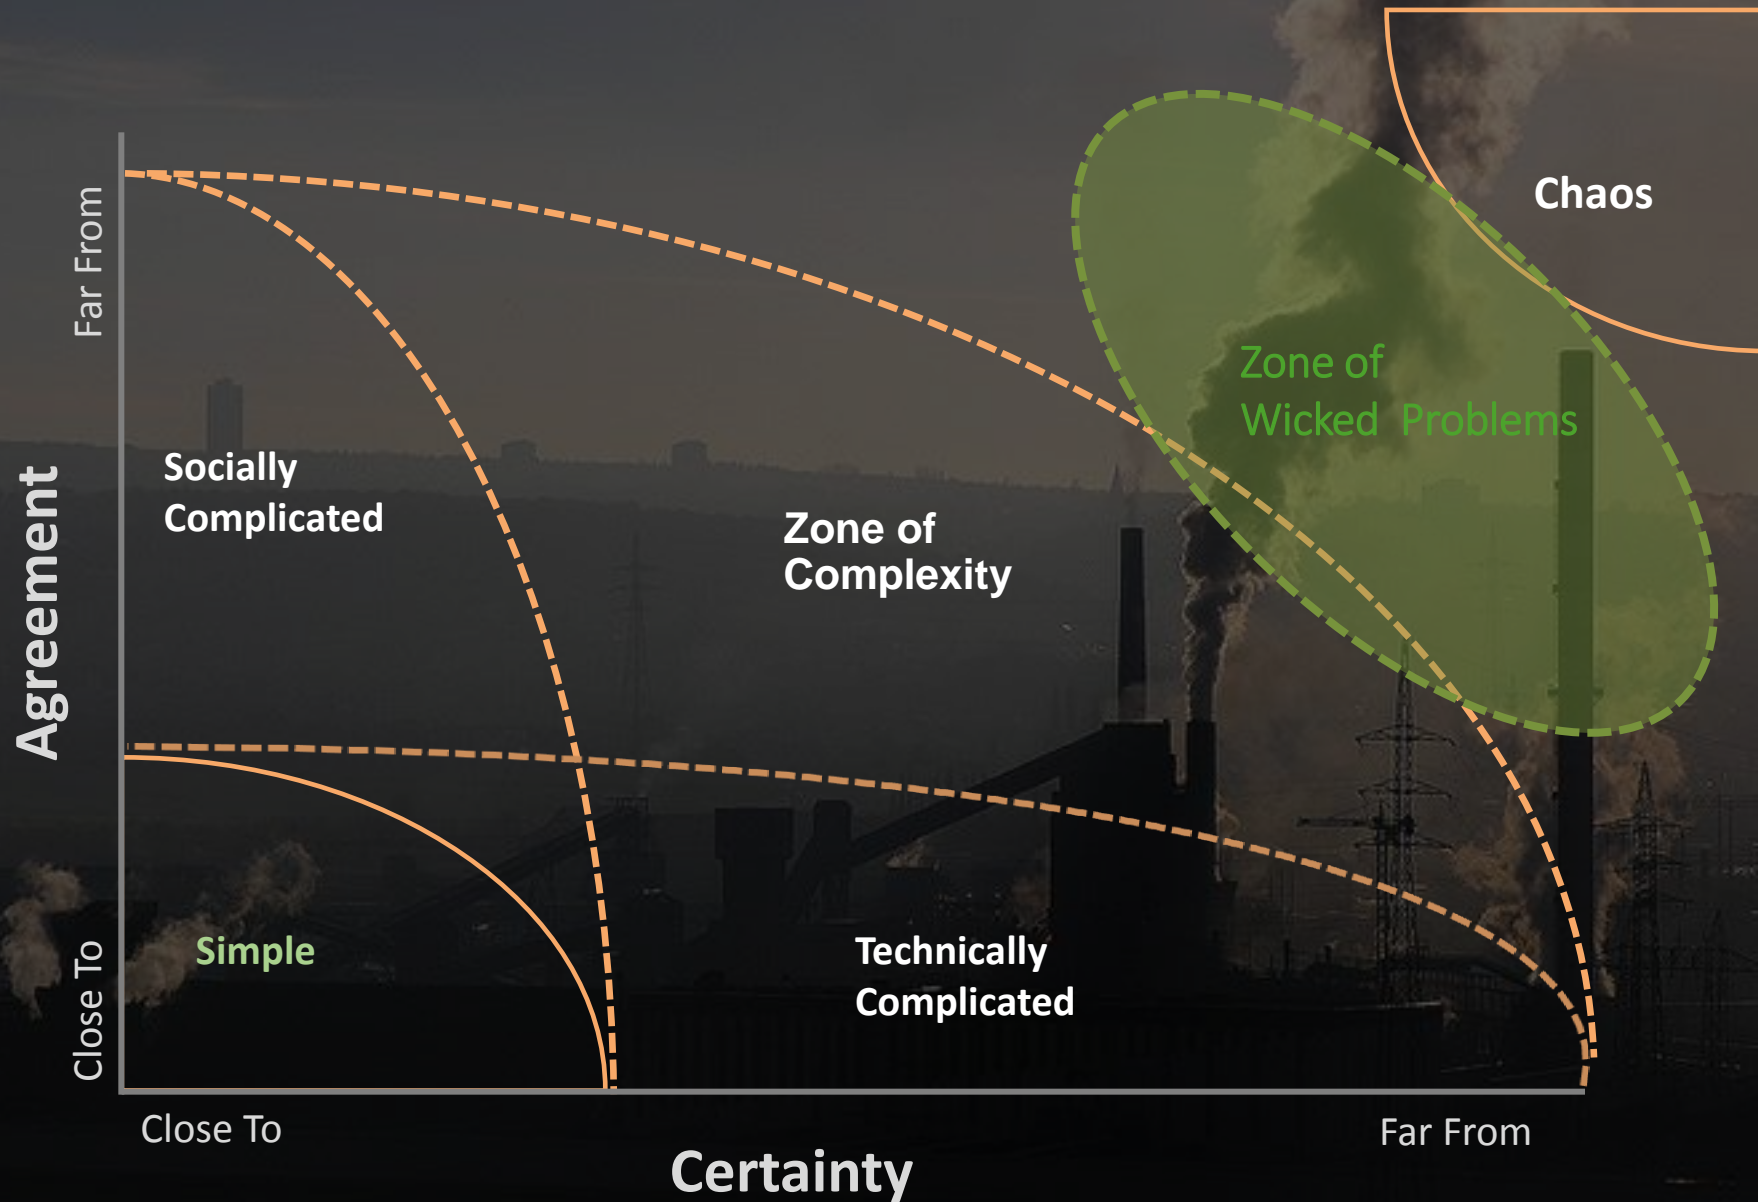 Chaos
Far From
Zone of
Wicked Problems
Socially
Complicated
Zone of
Complexity
Agreement
Simple
Technically
Complicated
Close To
Close To
Far From
Certainty